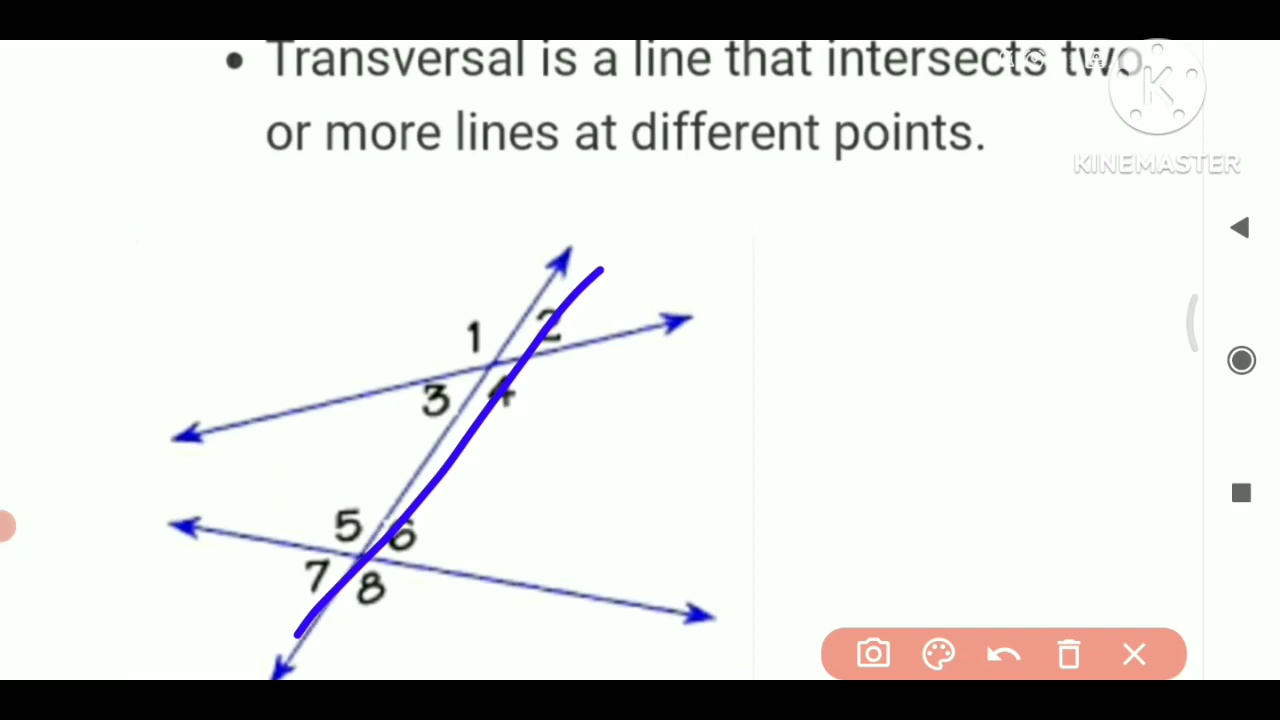 • Transversal is a line that intersects two
or more lines at different points.
K
KINEMASTER
1
2
3
4
5
6
7
8